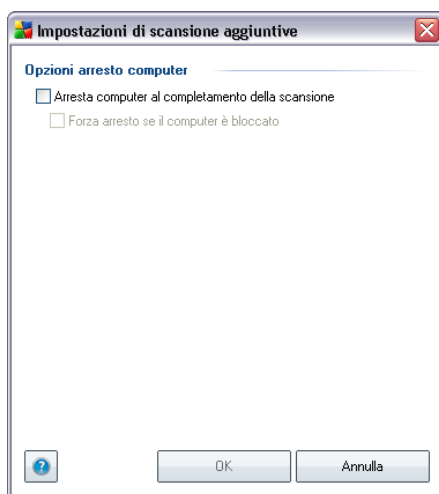 Impostazioni di scansione aggiuntive
Opzioni arresto computer
Arresta computer al completamento della scansione
Forza arresto se il computer è bloccato
?
OK
Annulla